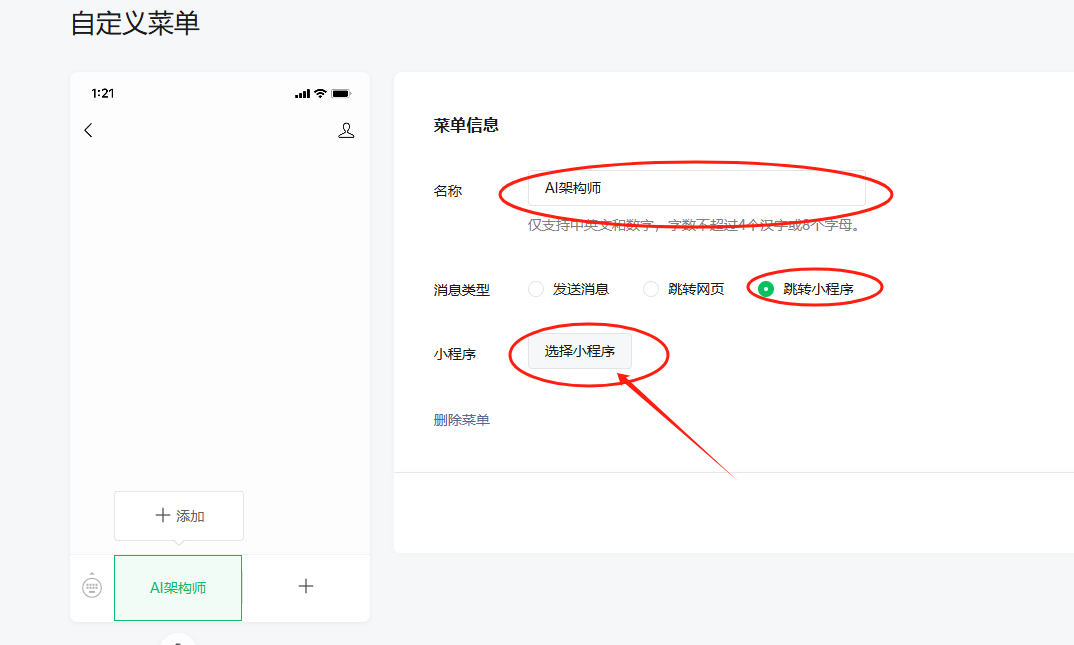 自定义菜单
1:21
菜单信息
名称
AI架构师
仅支持中英文和数字，字数不超过4个汉字或8个字母。
消息类型
发送消息
跳转网页
跳转小程序
小程序
选择小程序
删除菜单
添加
AI架构师